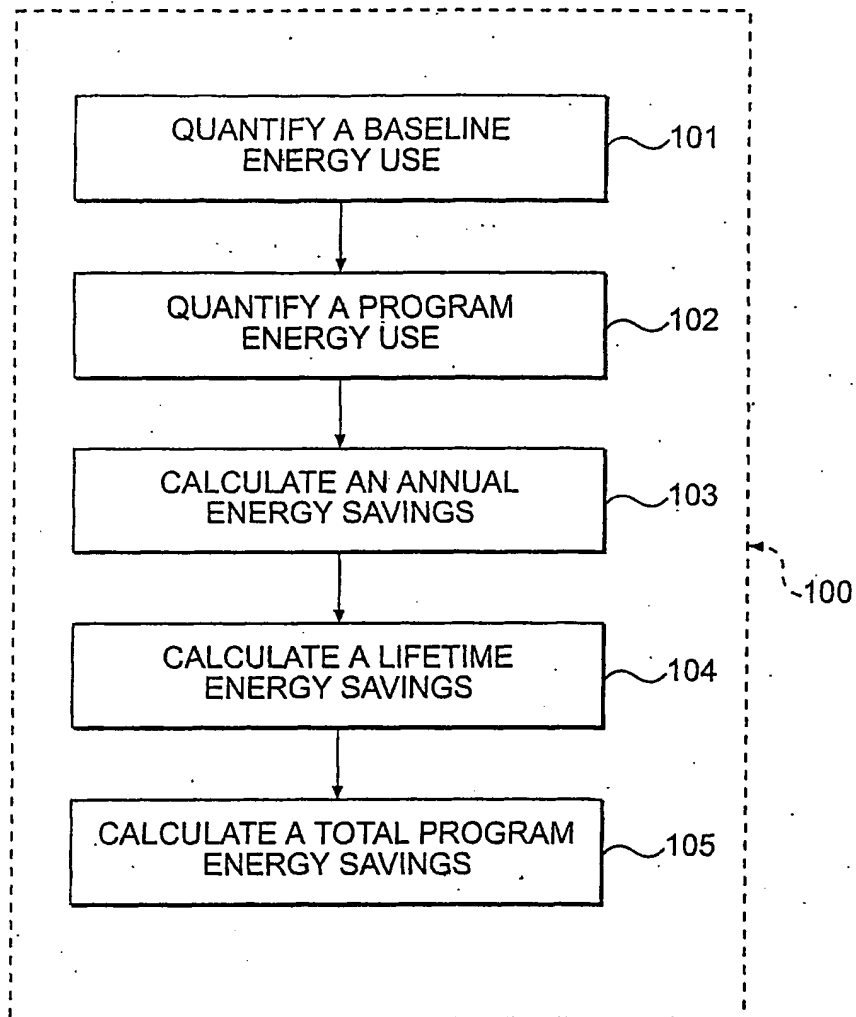 QUANTIFY A BASELINE
ENERGY USE
101
QUANTIFY A PROGRAM
ENERGY USE
102
CALCULATE AN ANNUAL
ENERGY SAVINGS
103
100
CALCULATE A LIFETIME
ENERGY SAVINGS
104
CALCULATE A TOTAL PROGRAM
ENERGY SAVINGS
105